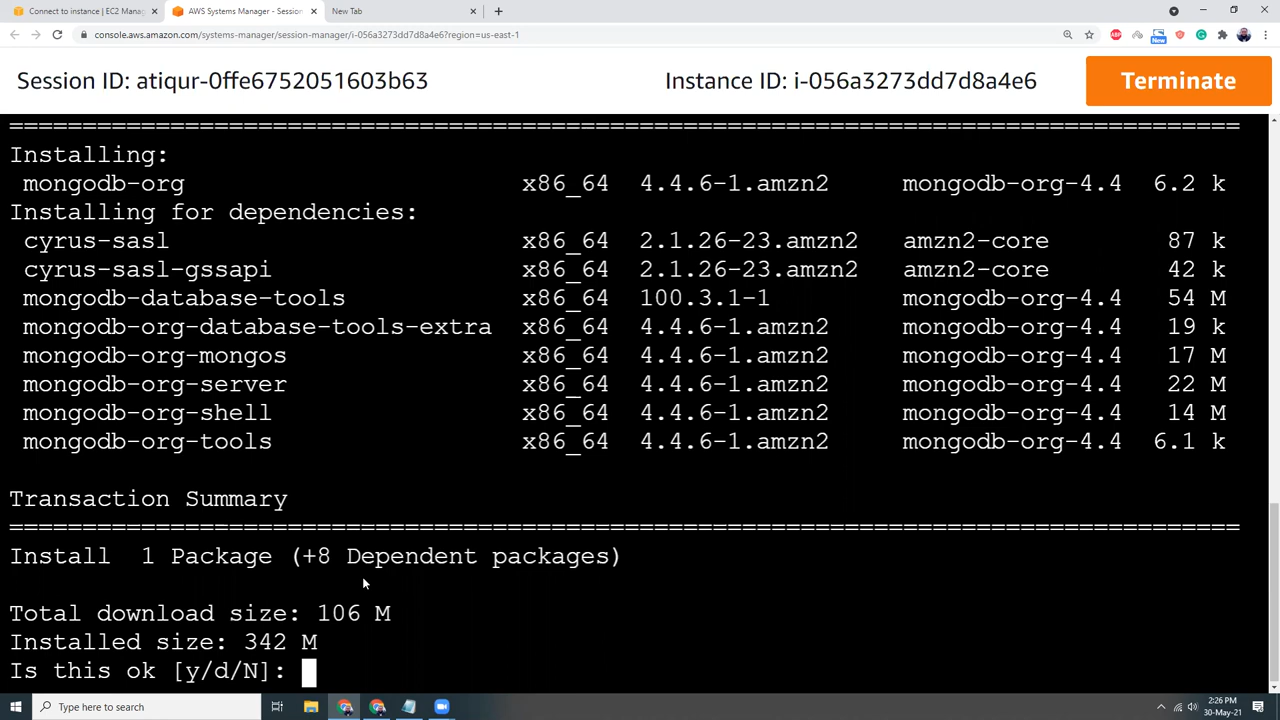 Connect to instance | EC2 Manag
AWS Systems Manager - Session
New Tab
console.aws.amazon.com/systems-manager/session-manager/i-056a3273dd7d8a4e6?region=us-east-1
ABP
New
Session ID: atiqur-0ffe6752051603b63
Instance ID: i-056a3273dd7d8a4e6
Terminate
================================================================================
Installing:
mongodb-org x86_64 4.4.6-1.amzn2 mongodb-org-4.4 6.2 k
Installing for dependencies:
cyrus-sasl x86_64 2.1.26-23.amzn2 amzn2-core 87 k
cyrus-sasl-gssapi x86_64 2.1.26-23.amzn2 amzn2-core 42 k
mongodb-database-tools x86_64 100.3.1-1 mongodb-org-4.4 54 M
mongodb-org-database-tools-extra x86_64 4.4.6-1.amzn2 mongodb-org-4.4 19 k
mongodb-org-mongos x86_64 4.4.6-1.amzn2 mongodb-org-4.4 17 M
mongodb-org-server x86_64 4.4.6-1.amzn2 mongodb-org-4.4 22 M
mongodb-org-shell x86_64 4.4.6-1.amzn2 mongodb-org-4.4 14 M
mongodb-org-tools x86_64 4.4.6-1.amzn2 mongodb-org-4.4 6.1 k
Transaction Summary
================================================================================
Install 1 Package (+8 Dependent packages)
Total download size: 106 M
Installed size: 342 M
Is this ok [y/d/N]:
Type here to search
2:26 PM
30-May-21